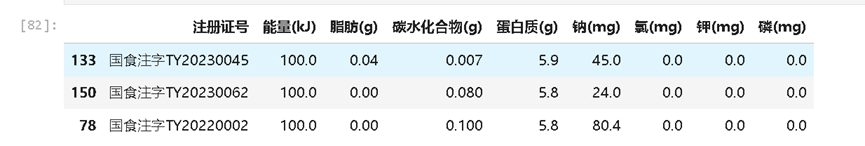 [82]:
注册证号 能量(kJ) 脂肪(g) 碳水化合物(g) 蛋白质(g) 钠(mg) 氯(mg) 钾(mg) 磷(mg)
133 国食注字TY20230045 100.0 0.04 0.007 5.9 45.0 0.0 0.0 0.0
150 国食注字TY20230062 100.0 0.00 0.080 5.8 24.0 0.0 0.0 0.0
78 国食注字TY20220002 100.0 0.00 0.100 5.8 80.4 0.0 0.0 0.0